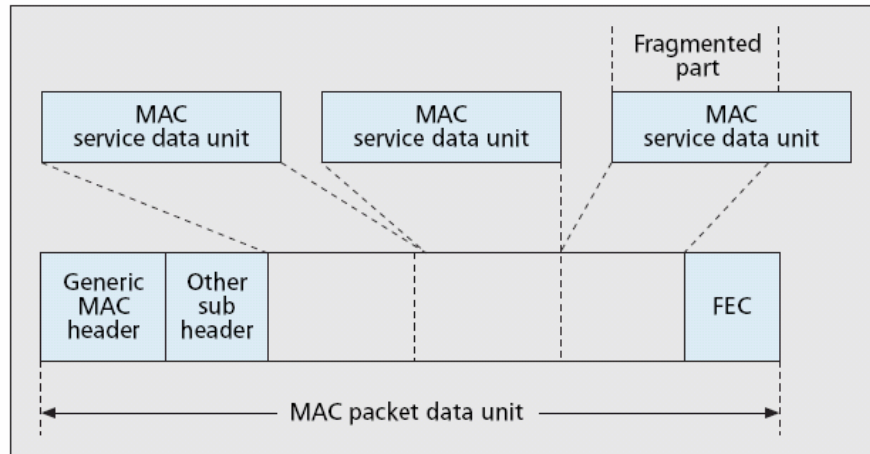 Fragmented
part
MAC
service data unit
MAC
service data unit
MAC
service data unit
Generic
MAC
header
Other
sub
header
FEC
MAC packet data unit